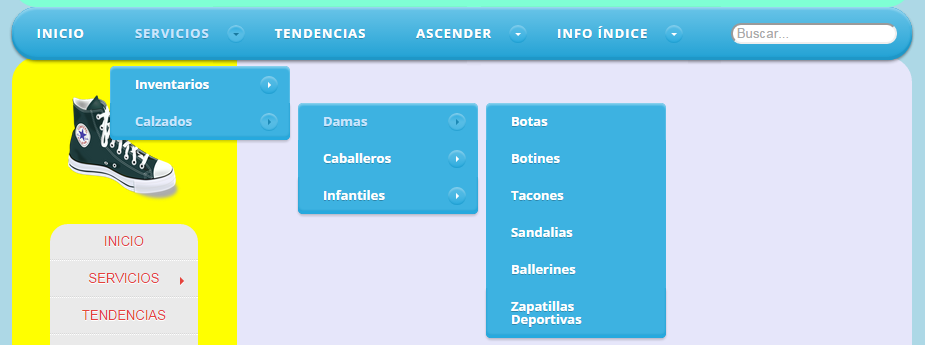 INICIO
SERVICIOS
TENDENCIAS
ASCENDER
INFO ÍNDICE
Buscar...
Inventarios
Calzados
Damas
Caballeros
Infantiles
Botas
Botines
Tacones
Sandalias
Ballerines
Zapatillas
Deportivas
INICIO
SERVICIOS
TENDENCIAS